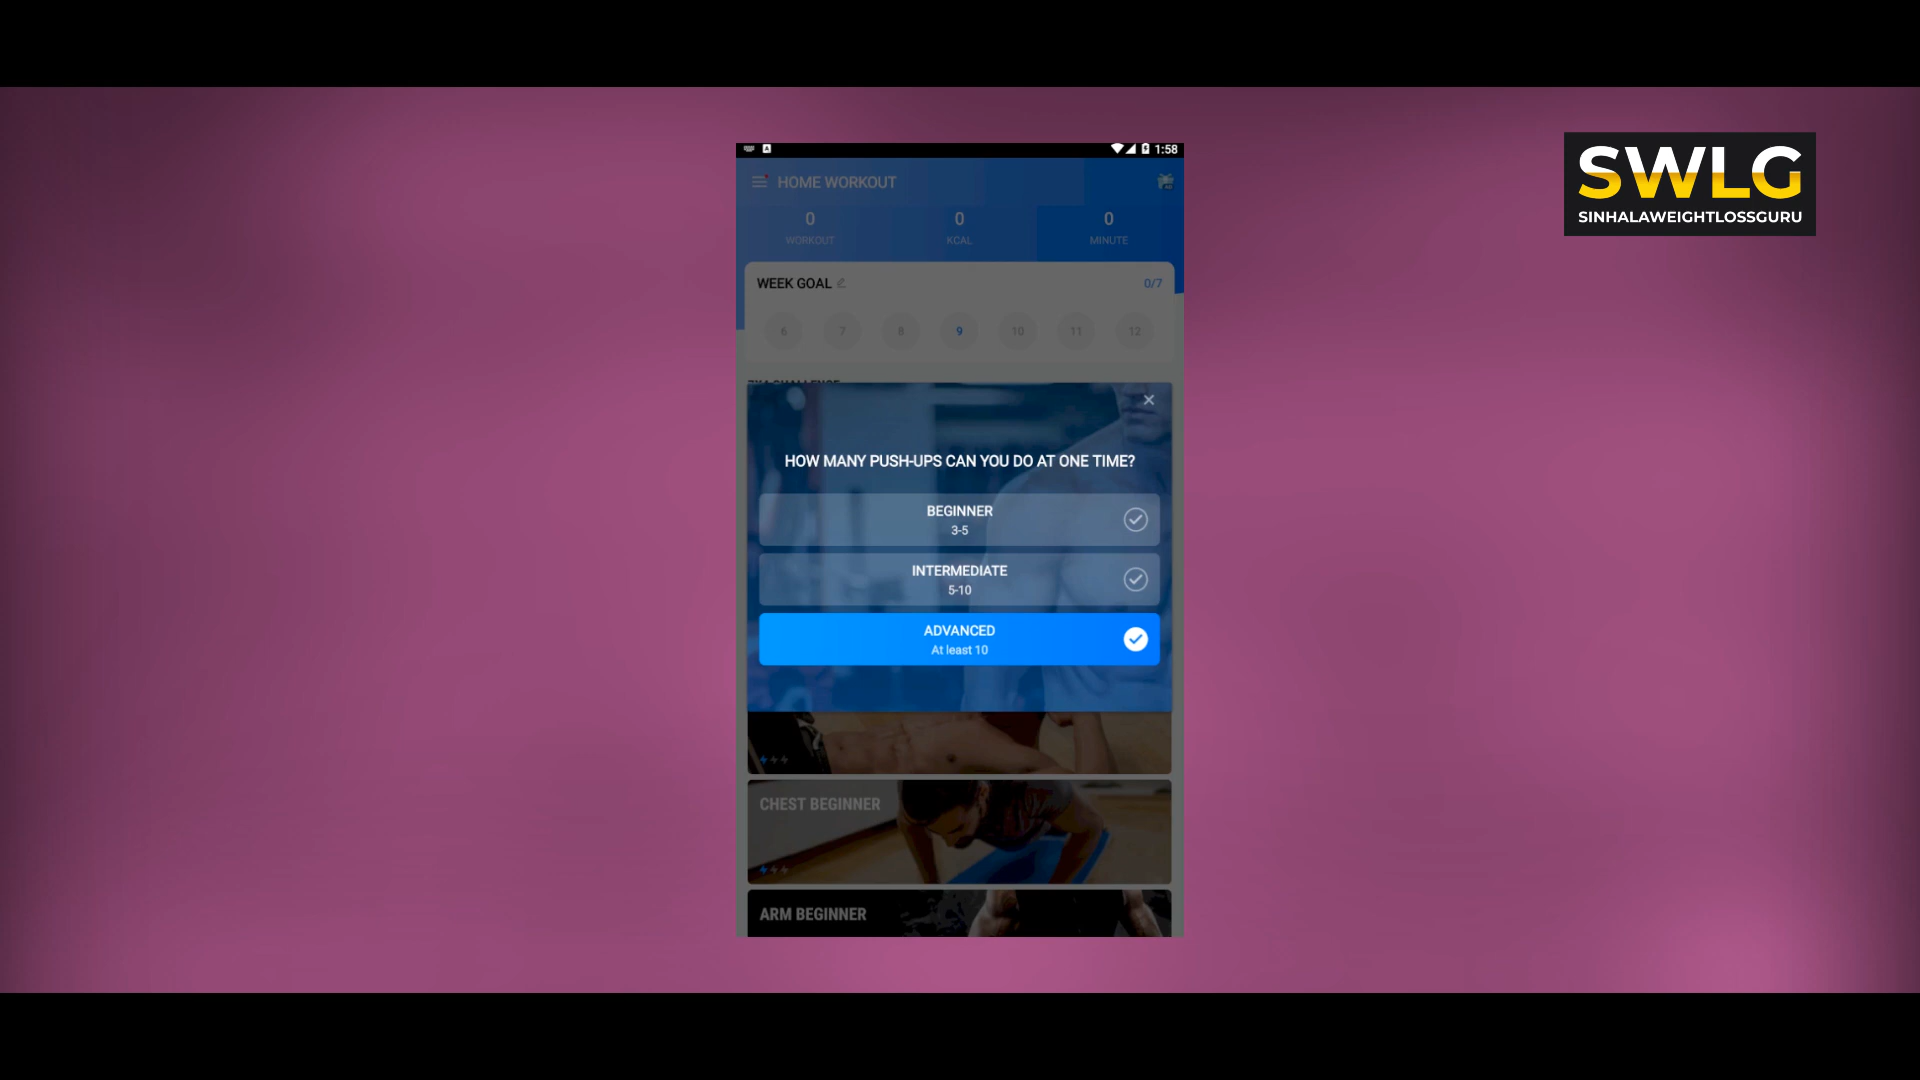 1:58
HOME WORKOUT
0
0
0
WORKOUT
KCAL
MINUTE
WEEK GOAL
0/7
6
7
8
9
10
11
12
HOW MANY PUSH-UPS CAN YOU DO AT ONE TIME?
BEGINNER
3-5
INTERMEDIATE
5-10
ADVANCED
At least 10
CHEST BEGINNER
ARM BEGINNER
SWLG
SINHALAWEIGHTLOSSGURU